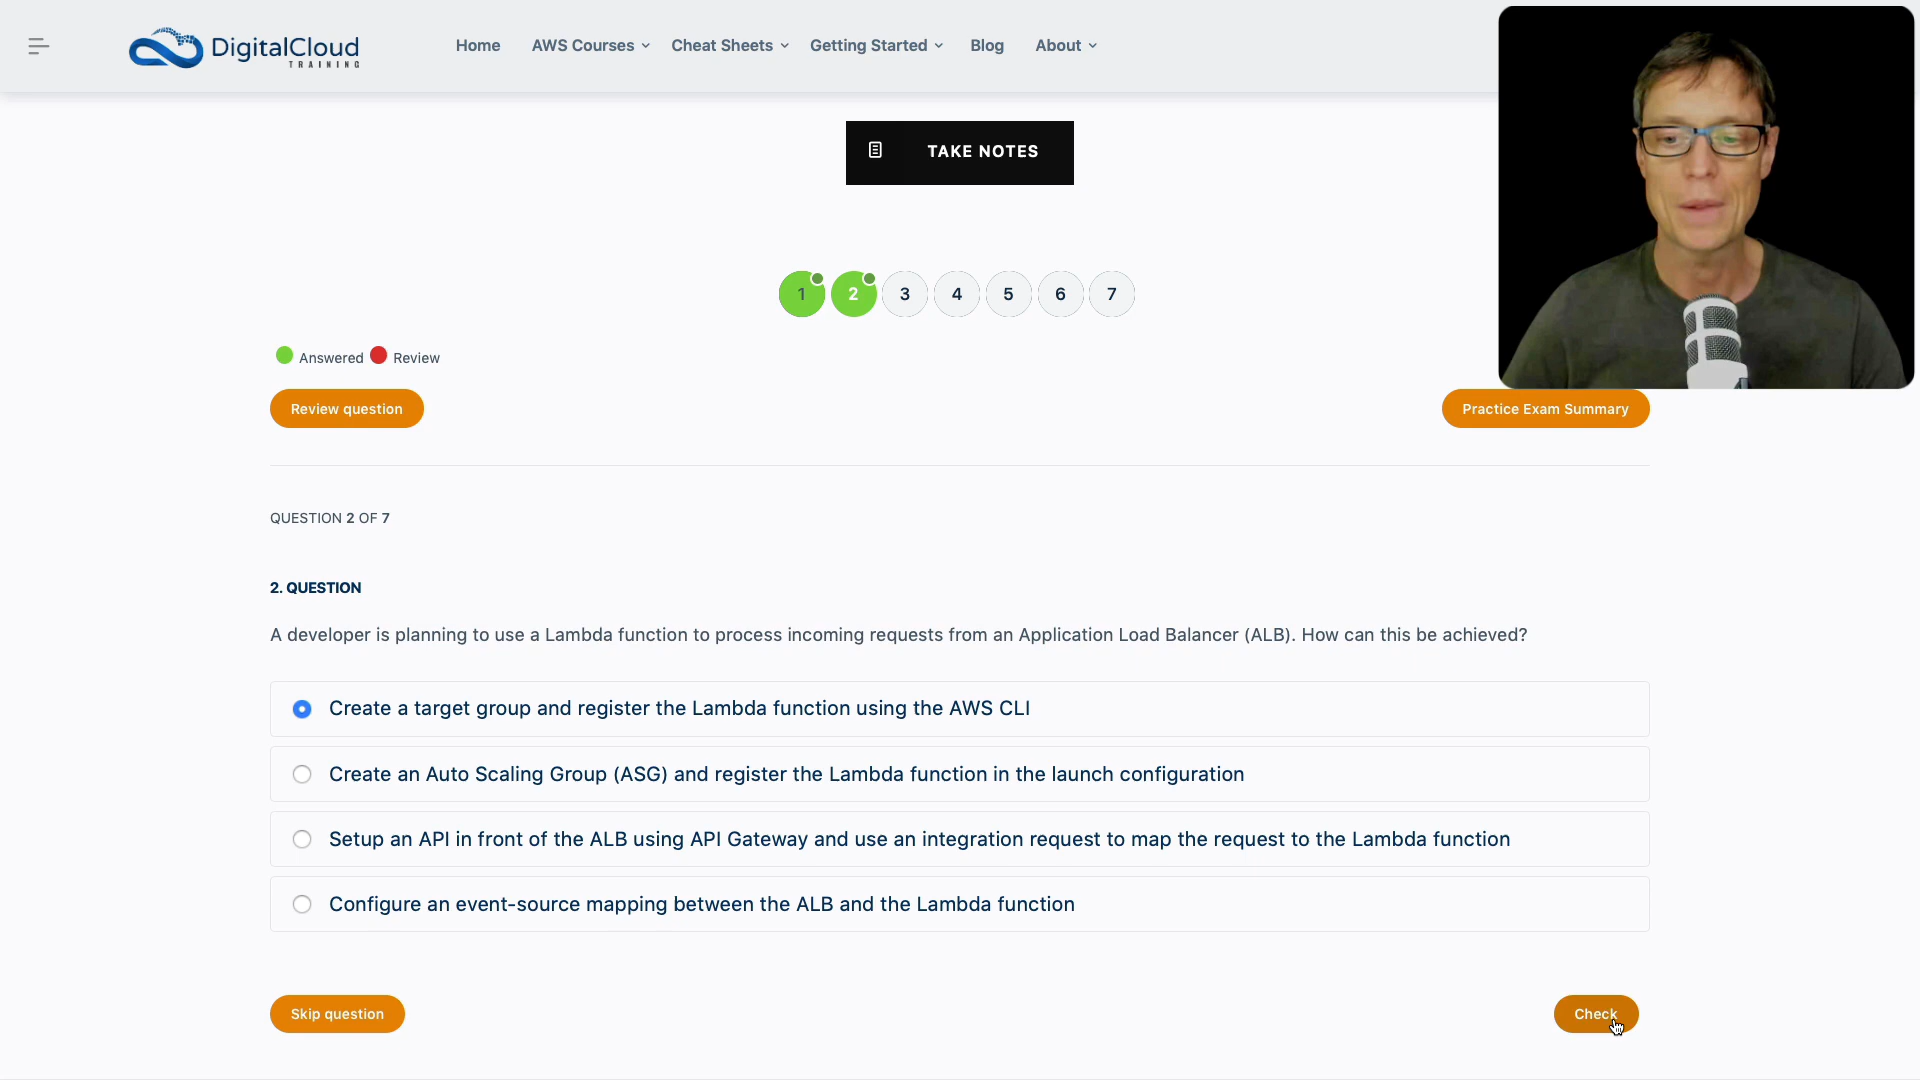 DigitalCloud
TRAINING
Home
AWS Courses
Cheat Sheets
Getting Started
Blog
About
TAKE NOTES
1
2
3
4
5
6
7
Answered
Review
Review question
Practice Exam Summary
QUESTION 2 OF 7
2. QUESTION
A developer is planning to use a Lambda function to process incoming requests from an Application Load Balancer (ALB). How can this be achieved?
Create a target group and register the Lambda function using the AWS CLI
Create an Auto Scaling Group (ASG) and register the Lambda function in the launch configuration
Setup an API in front of the ALB using API Gateway and use an integration request to map the request to the Lambda function
Configure an event-source mapping between the ALB and the Lambda function
Skip question
Check